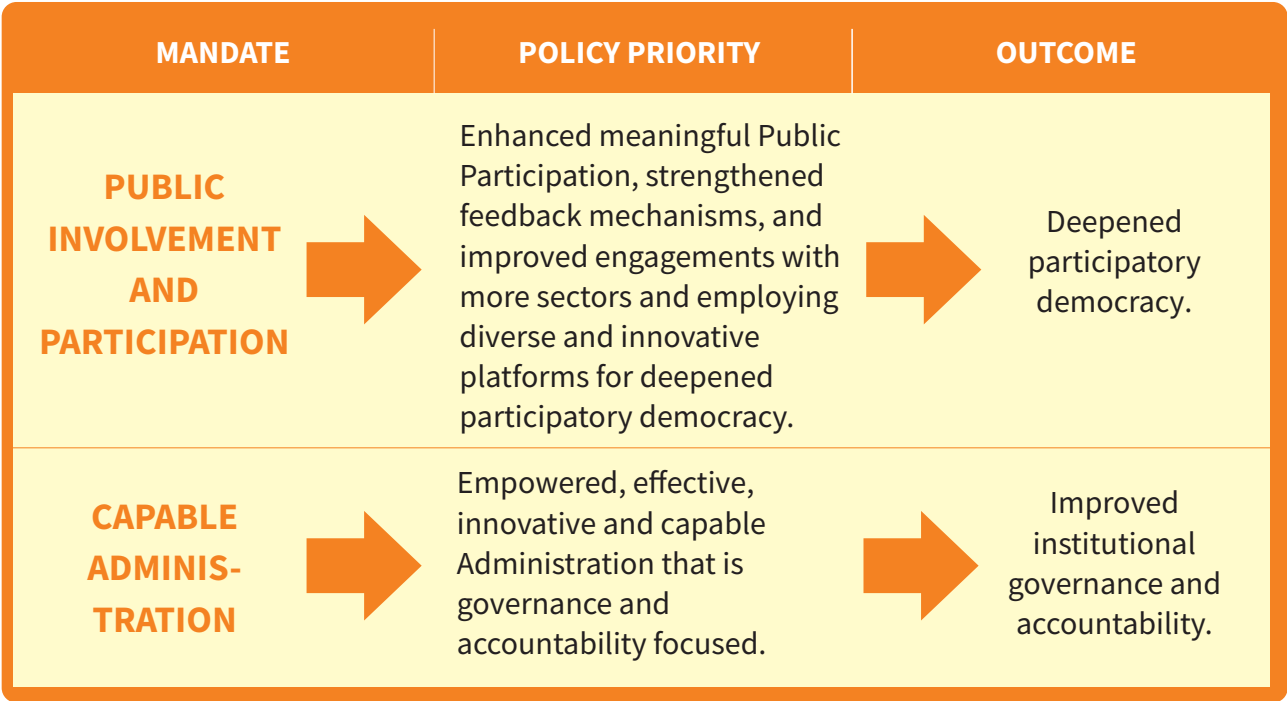 MANDATE
POLICY PRIORITY
OUTCOME
PUBLIC
INVOLVEMENT
AND
PARTICIPATION
Enhanced meaningful Public
Participation, strengthened
feedback mechanisms, and
improved engagements with
more sectors and employing
diverse and innovative
platforms for deepened
participatory democracy.
Deepened
participatory
democracy.
CAPABLE
ADMINIS-
TRATION
Empowered, effective,
innovative and capable
Administration that is
governance and
accountability focused.
Improved
institutional
governance and
accountability.